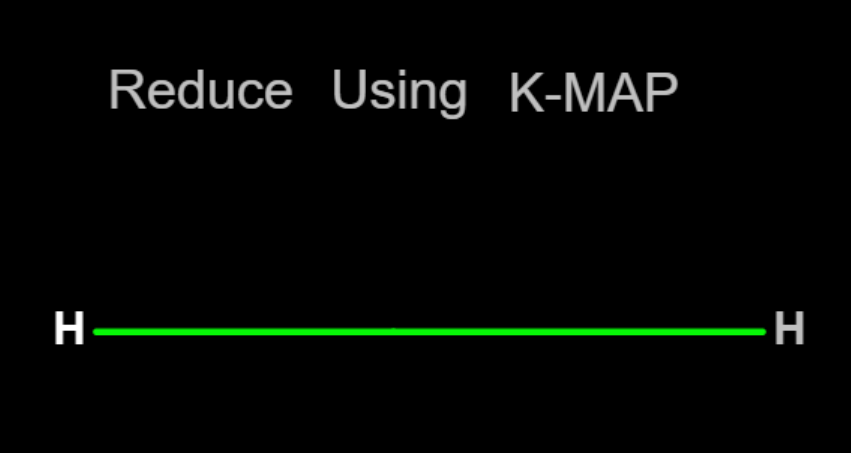 Reduce Using K-MAP
H H